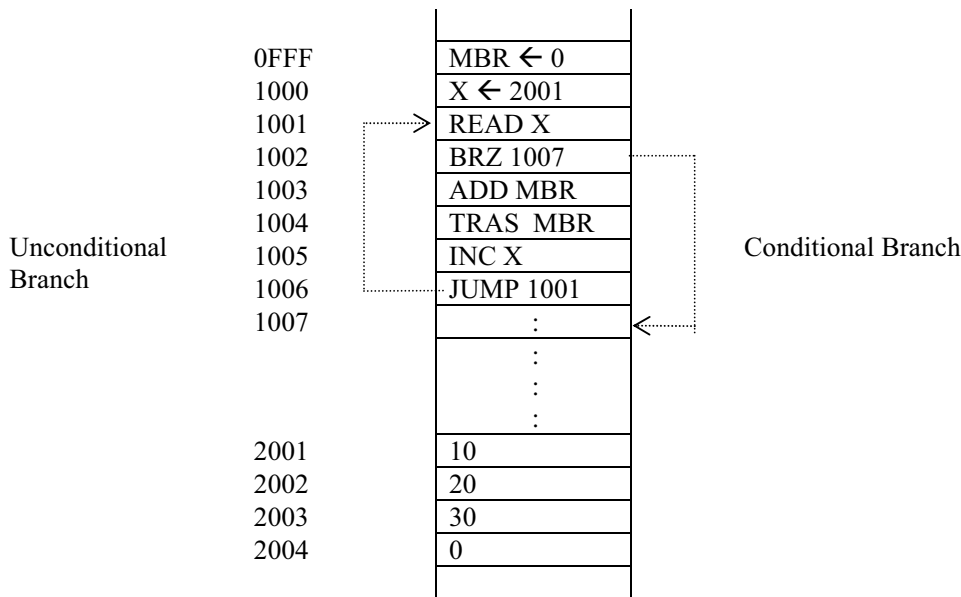 0FFF MBR ← 0
1000 X ← 2001
1001 READ X
1002 BRZ 1007
1003 ADD MBR
1004 TRAS MBR
Unconditional Branch
1005 INC X
Conditional Branch
1006 JUMP 1001
1007 :
:
:
:
2001 10
2002 20
2003 30
2004 0